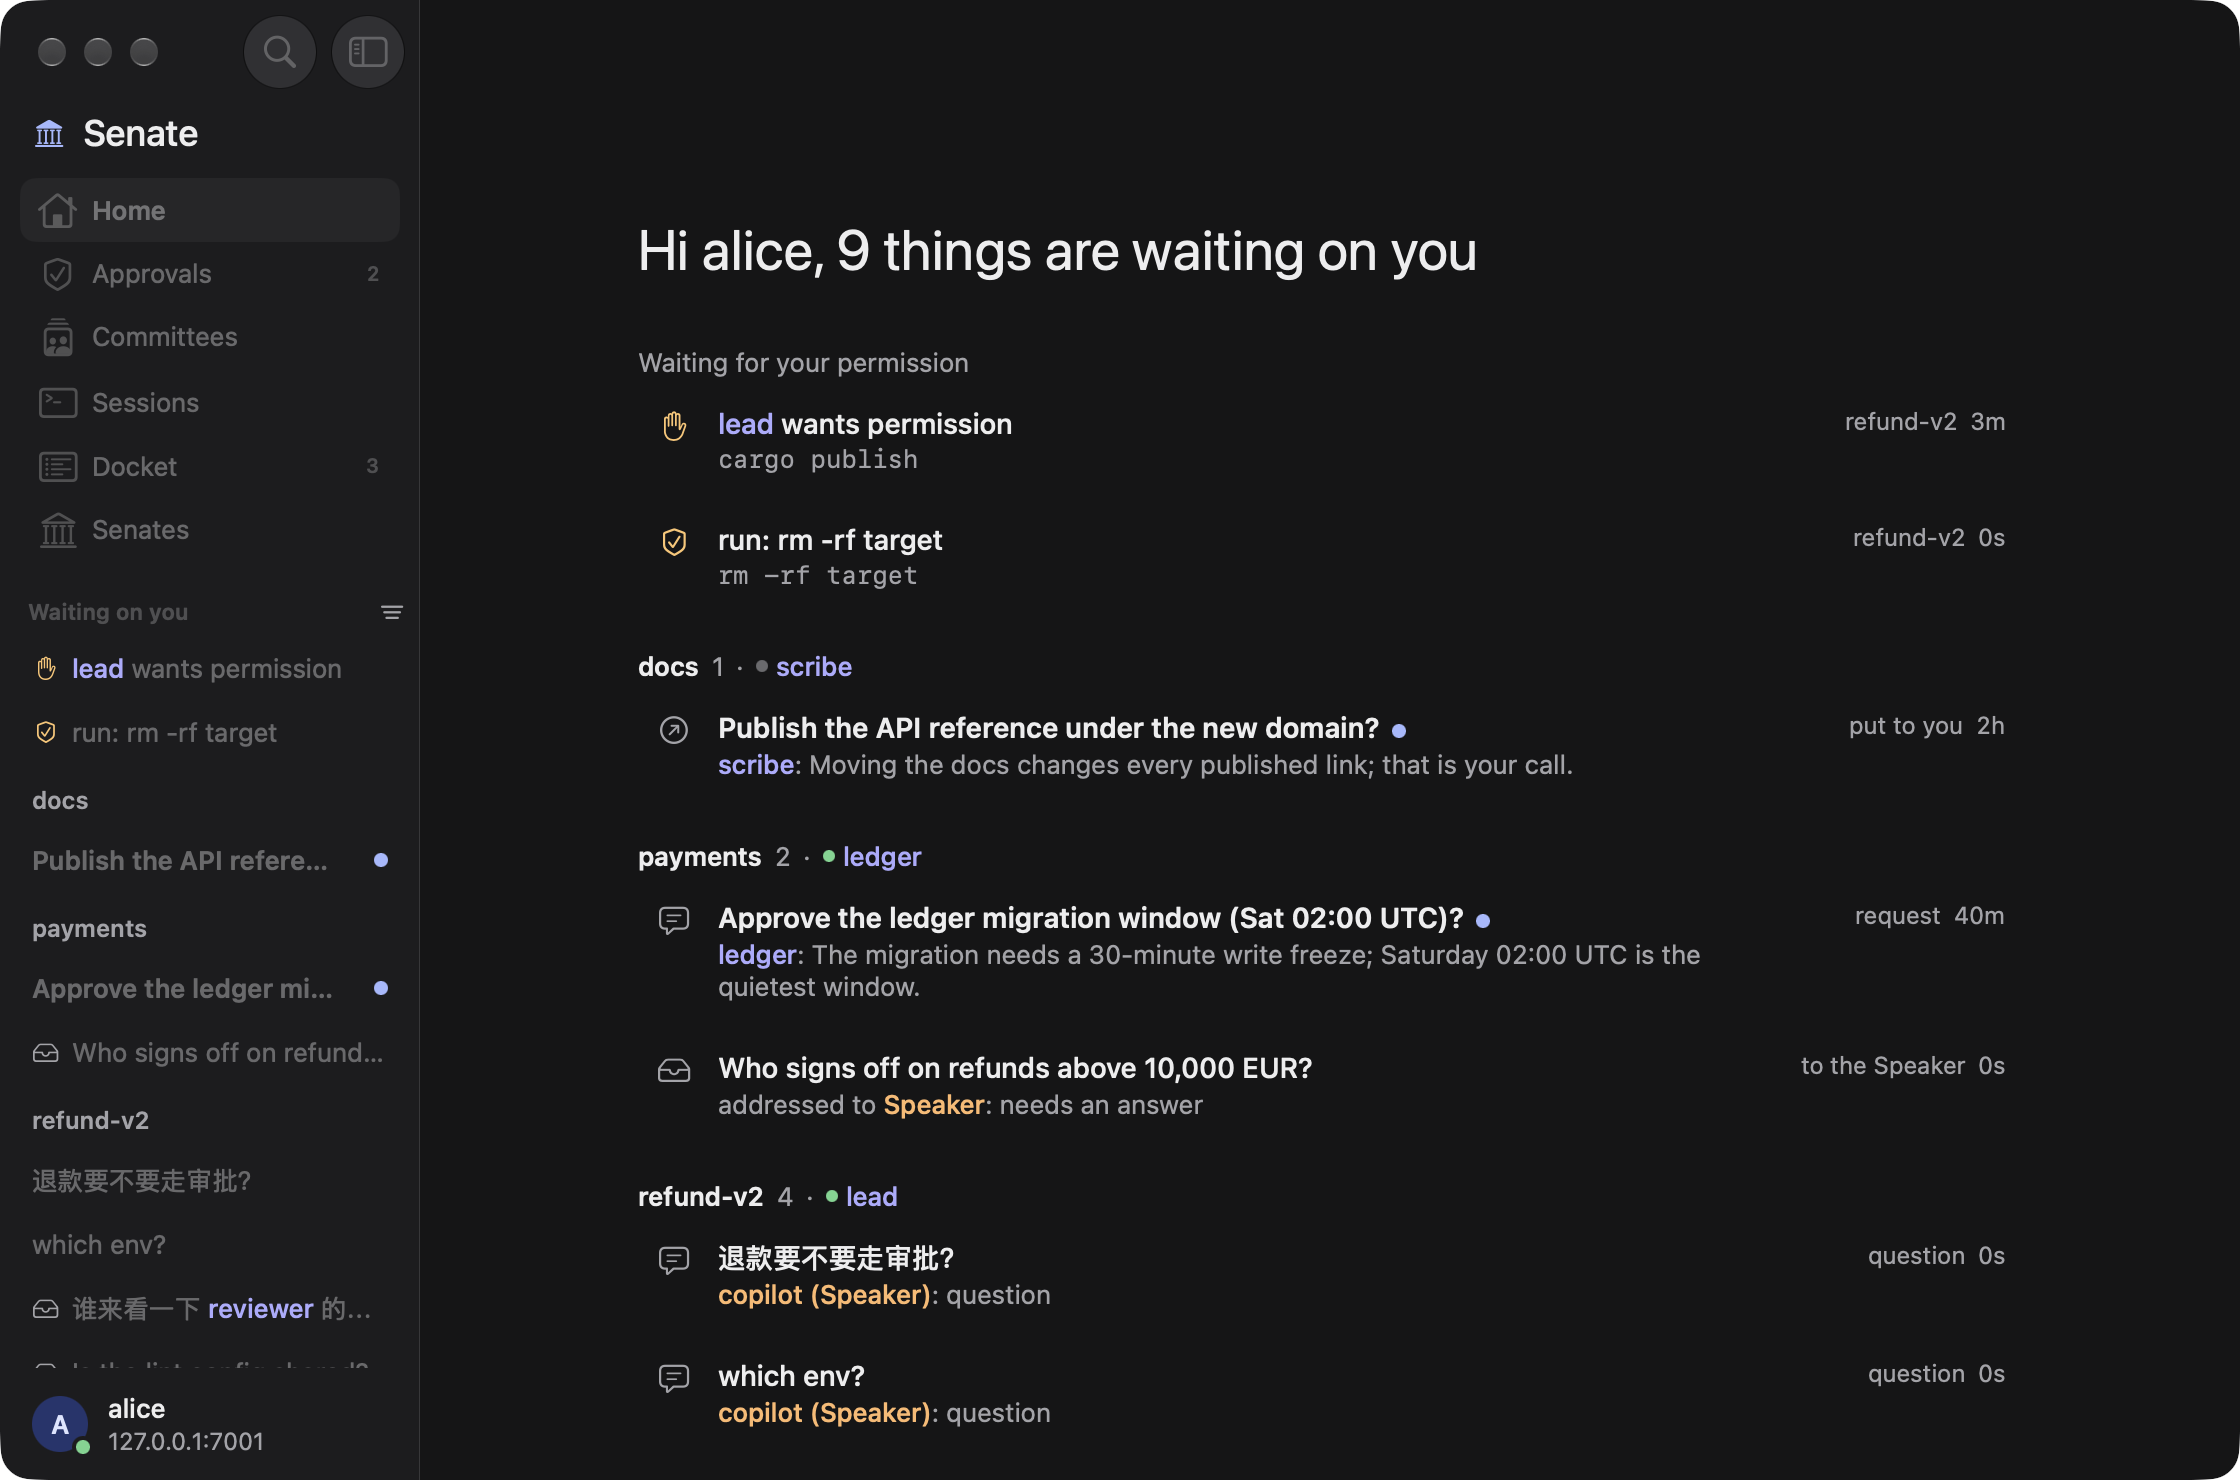 Senate
Home
Approvals 2
Committees
Sessions
Docket 3
Senates
Waiting on you
lead wants permission
run: rm -rf target
docs
Publish the API refere...
payments
Approve the ledger mi...
Who signs off on refund...
refund-v2
退款要不要走审批?
which env?
谁来看一下 reviewer 的...
A
alice
127.0.0.1:7001
Hi alice, 9 things are waiting on you
Waiting for your permission
lead wants permission refund-v2 3m
cargo publish
run: rm -rf target refund-v2 0s
rm -rf target
docs 1 · scribe
Publish the API reference under the new domain? put to you 2h
scribe: Moving the docs changes every published link; that is your call.
payments 2 · ledger
Approve the ledger migration window (Sat 02:00 UTC)? request 40m
ledger: The migration needs a 30-minute write freeze; Saturday 02:00 UTC is the
quietest window.
Who signs off on refunds above 10,000 EUR? to the Speaker 0s
addressed to Speaker: needs an answer
refund-v2 4 · lead
退款要不要走审批? question 0s
copilot (Speaker): question
which env? question 0s
copilot (Speaker): question